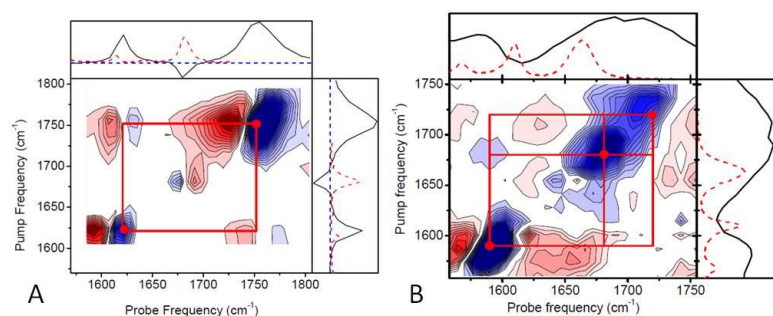 1800
1750
1700
1650
1600
Pump Frequency (cm⁻¹)
1600 1650 1700 1750 1800
Probe Frequency (cm⁻¹)
A
1750
1700
1650
1600
Pump frequency (cm⁻¹)
1600 1650 1700 1750
Probe frequency (cm⁻¹)
B